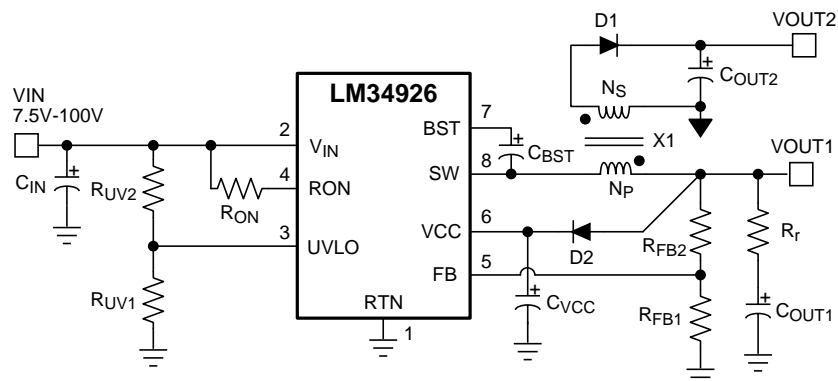 D1
VOUT2
+
COUT2
NS
X1
VIN
7.5V-100V
LM34926
7
BST
+
CBST
VOUT1
2
VIN
8
SW
NP
+
CIN
RUV2
4
RON
RON
6
VCC
D2
RFB2
Rr
3
UVLO
5
FB
RUV1
+
CVCC
RFB1
+
COUT1
RTN
1